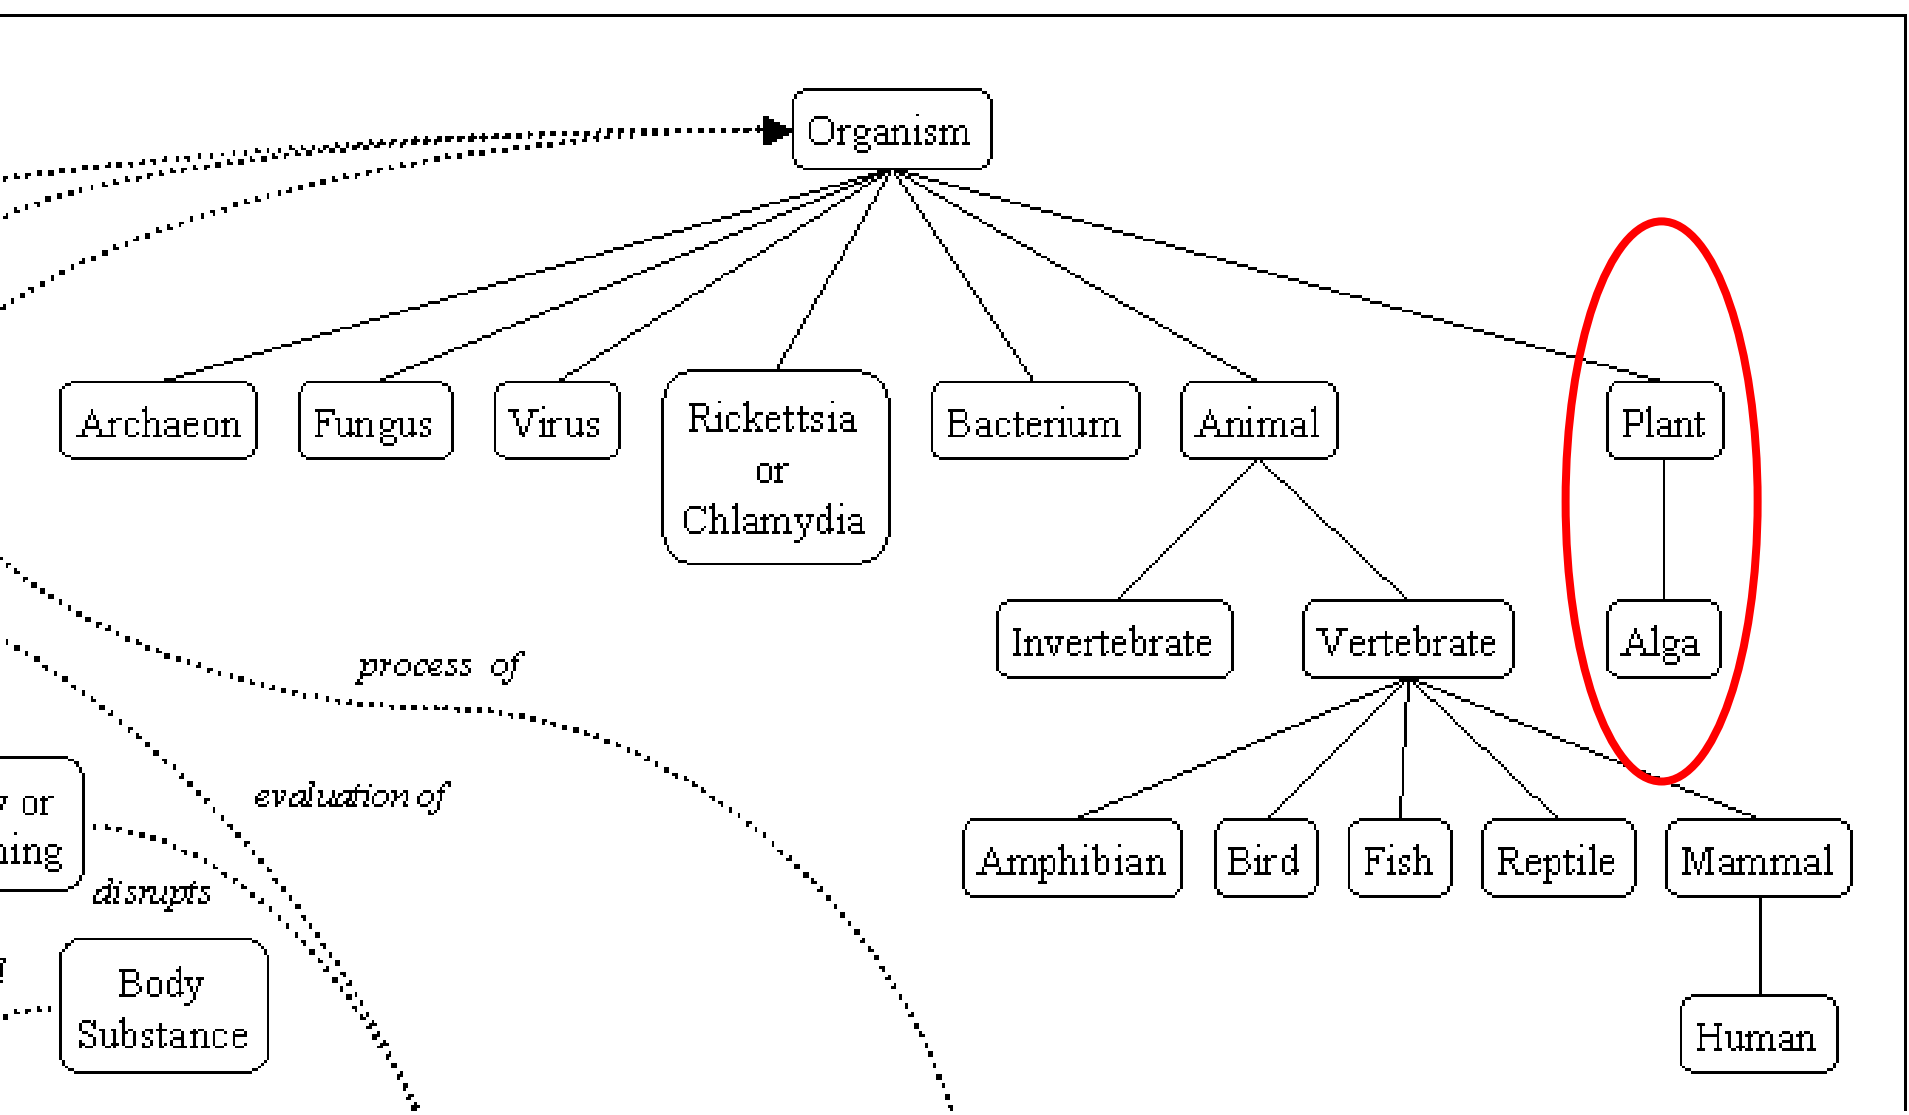 Organism
Archaeon
Fungus
Virus
Rickettsia
or
Chlamydia
Bacterium
Animal
Plant
Invertebrate
Vertebrate
Alga
process of
evaluation of
or
disrupts
Amphibian
Bird
Fish
Reptile
Mammal
Body
Substance
Human